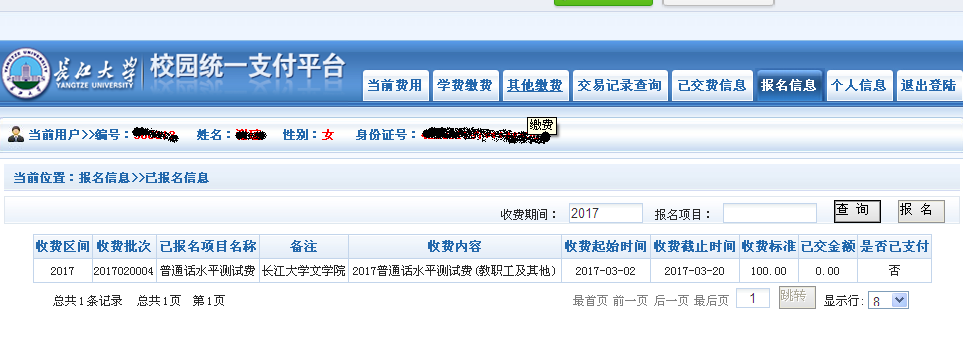 长江大学 校园统一支付平台
YANGTZE UNIVERSITY
当前费用 学费缴费 其他缴费 交易记录查询 已交费信息 报名信息 个人信息 退出登陆
缴费
当前用户>>编号： 姓名： 性别：女 身份证号：
当前位置：报名信息>>已报名信息
收费期间： 2017 报名项目： 查 询 报 名
收费区间 收费批次 已报名项目名称 备注 收费内容 收费起始时间 收费截止时间 收费标准 已交金额 是否已支付
2017 2017020004 普通话水平测试费 长江大学文学院 2017普通话水平测试费(教职工及其他) 2017-03-02 2017-03-20 100.00 0.00 否
总共1条记录 总共1页 第1页 最首页 前一页 后一页 最后页 1 跳转 显示行: 8